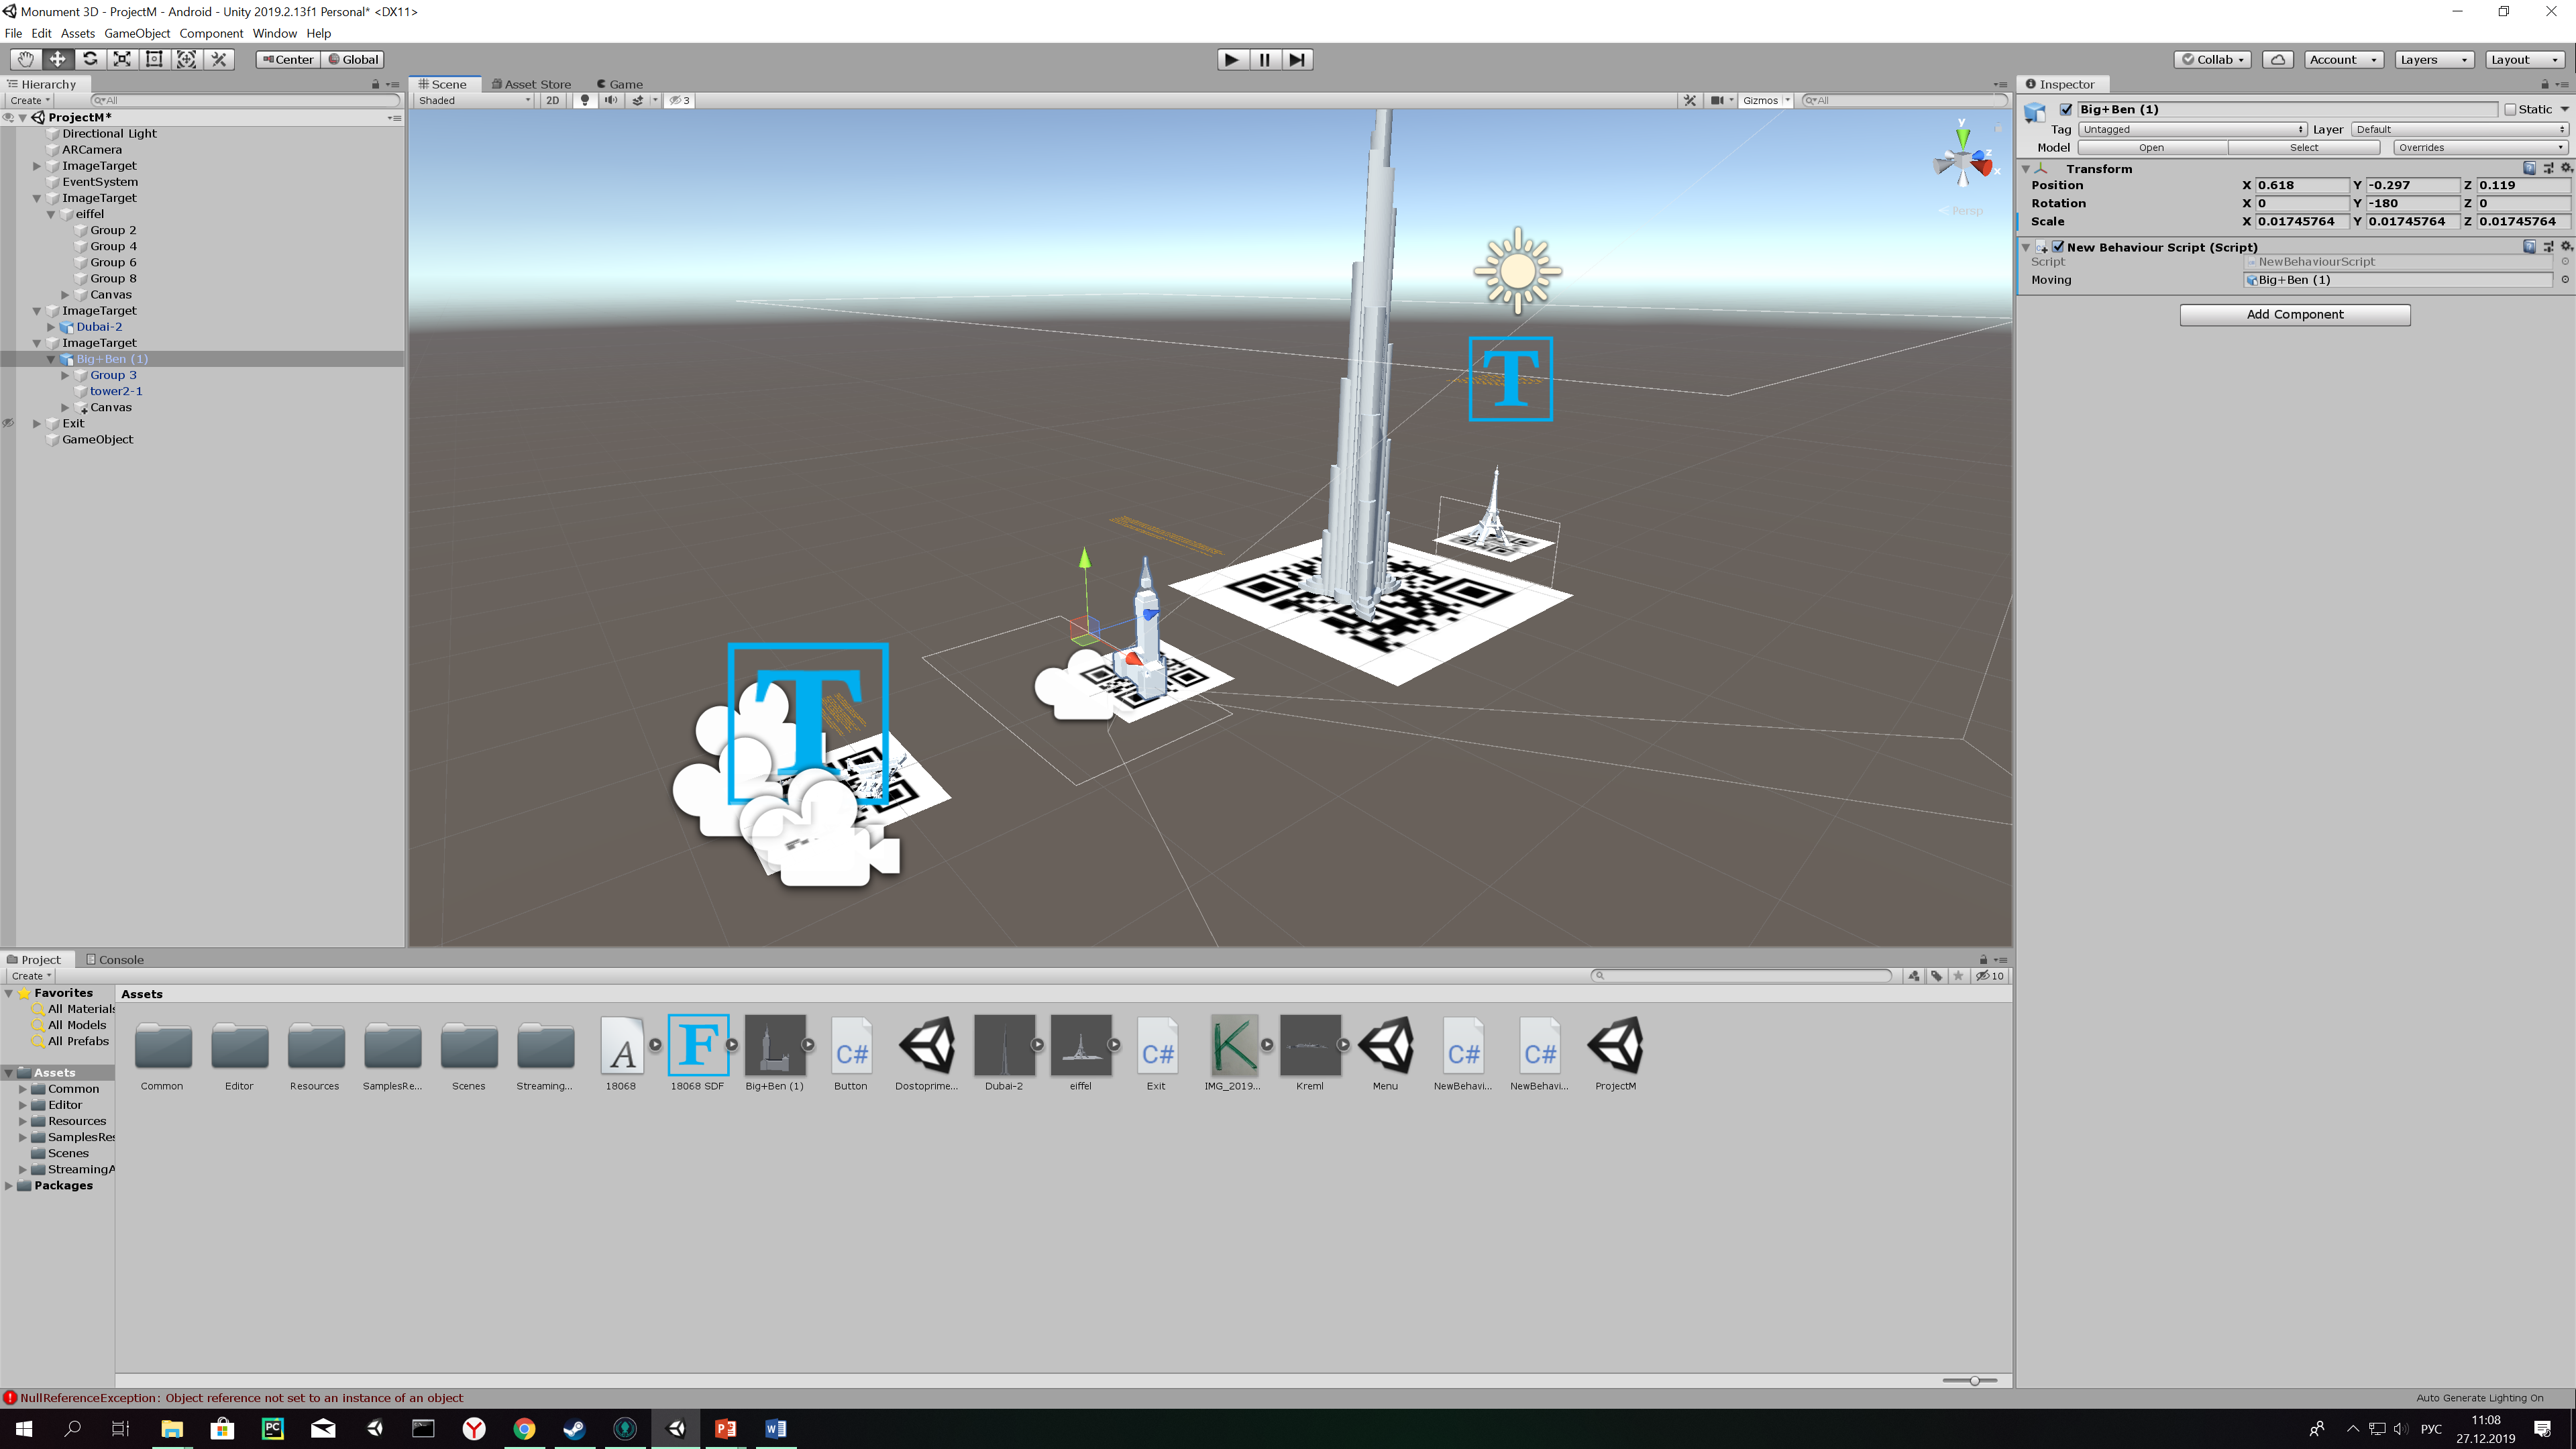 Monument 3D - ProjectM - Android - Unity 2019.2.13f1 Personal* <DX11>
File Edit Assets GameObject Component Window Help
Center Global
Collab Account Layers Layout
Hierarchy
Create All
ProjectM*
Directional Light
ARCamera
ImageTarget
EventSystem
ImageTarget
eiffel
Group 2
Group 4
Group 6
Group 8
Canvas
ImageTarget
Dubai-2
ImageTarget
Big+Ben (1)
Group 3
tower2-1
Canvas
Exit
GameObject
Scene Asset Store Game
Shaded 2D 3 Gizmos All
y
z
x
Persp
T
T
Inspector
Big+Ben (1) Static
Tag Untagged Layer Default
Model Open Select Overrides
Transform
Position X 0.618 Y -0.297 Z 0.119
Rotation X 0 Y -180 Z 0
Scale X 0.01745764 Y 0.01745764 Z 0.01745764
New Behaviour Script (Script)
Script NewBehaviourScript
Moving Big+Ben (1)
Add Component
Project Console
Create 10
Favorites
All Materials
All Models
All Prefabs
Assets
Common
Editor
Resources
SamplesRes
Scenes
StreamingA
Packages
Assets
A F C# C# K C# C#
Common Editor Resources SamplesRe... Scenes Streaming... 18068 18068 SDF Big+Ben (1) Button Dostoprime... Dubai-2 eiffel Exit IMG_2019... Kreml Menu NewBehavi... NewBehavi... ProjectM
NullReferenceException: Object reference not set to an instance of an object
Auto Generate Lighting On
PC Y P W
РУС
11:08
27.12.2019